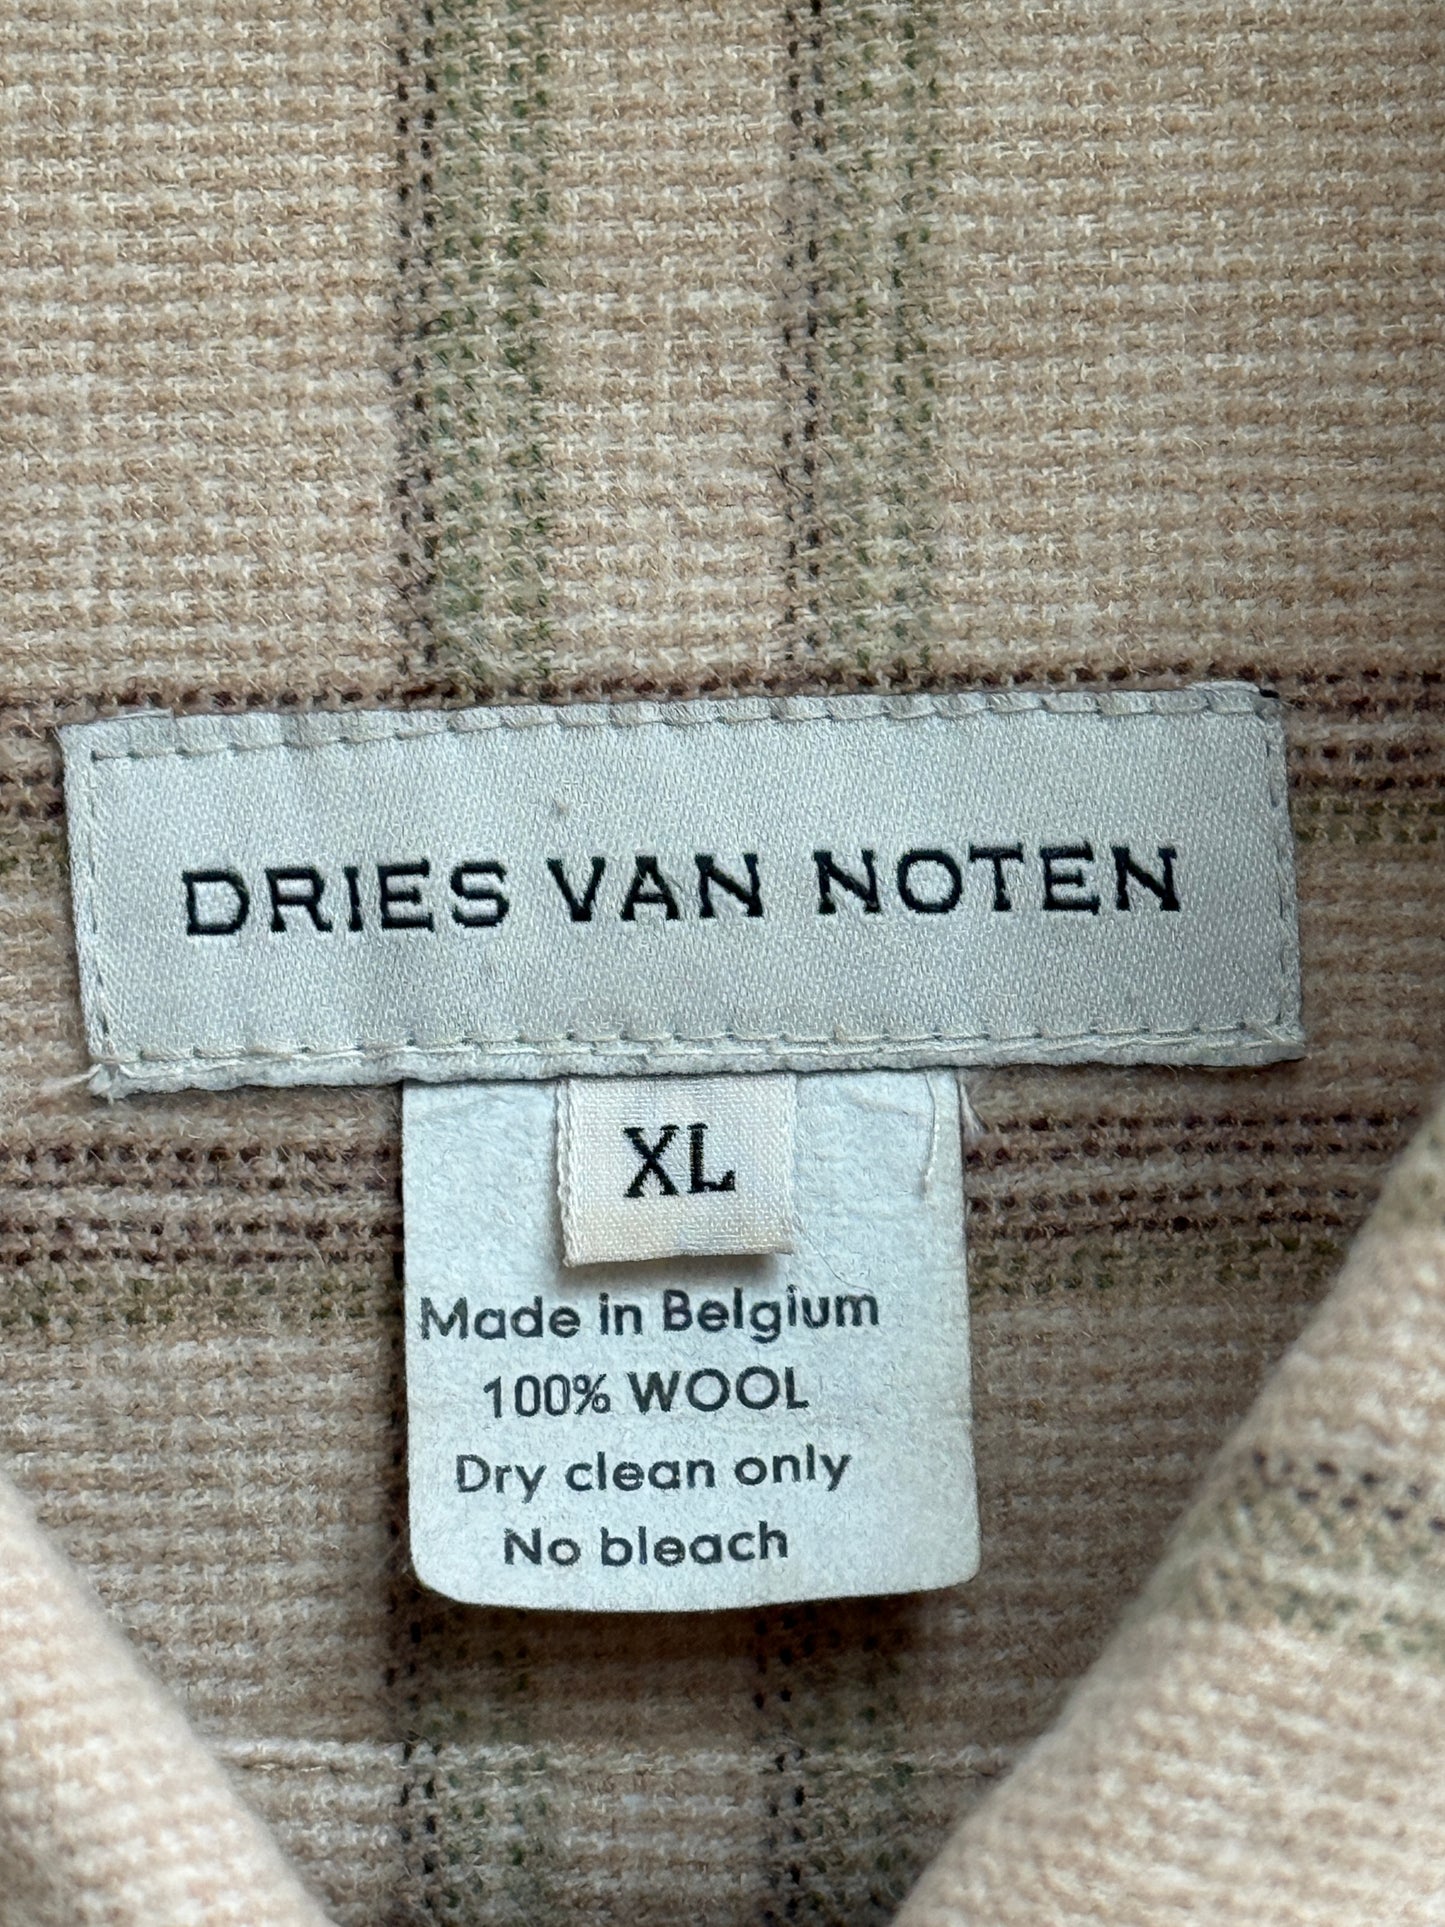 DRIES VAN NOTEN
XL
Made in Belgium
100% WOOL
Dry clean only
No bleach